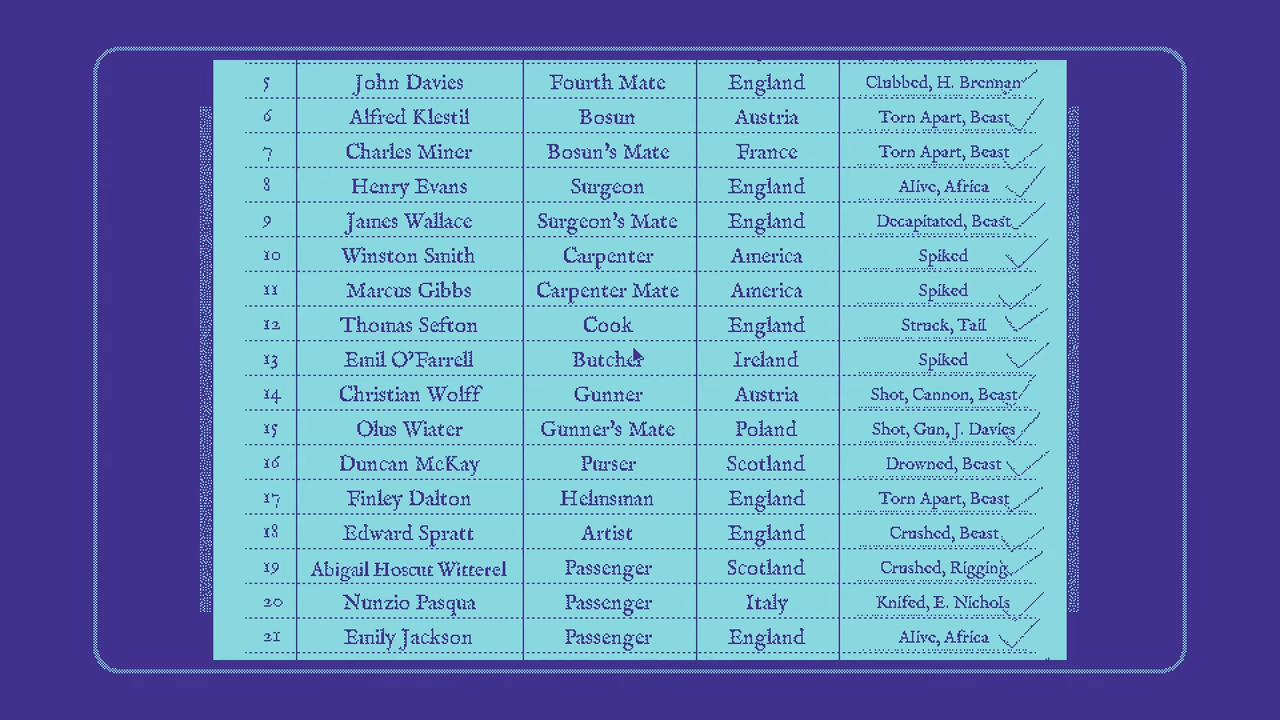 5 John Davies Fourth Mate England Clubbed, H. Brennan
6 Alfred Klestil Bosun Austria Torn Apart, Beast
7 Charles Miner Bosun's Mate France Torn Apart, Beast
8 Henry Evans Surgeon England Alive, Africa
9 James Wallace Surgeon's Mate England Decapitated, Beast
10 Winston Smith Carpenter America Spiked
11 Marcus Gibbs Carpenter Mate America Spiked
12 Thomas Sefton Cook England Struck, Tail
13 Emil O'Farrell Butcher Ireland Spiked
14 Christian Wolff Gunner Austria Shot, Cannon, Beast
15 Olus Wiater Gunner's Mate Poland Shot, Gun, J. Davies
16 Duncan McKay Purser Scotland Drowned, Beast
17 Finley Dalton Helmsman England Torn Apart, Beast
18 Edward Spratt Artist England Crushed, Beast
19 Abigail Hoscut Witterel Passenger Scotland Crushed, Rigging
20 Nunzio Pasqua Passenger Italy Knifed, E. Nichols
21 Emily Jackson Passenger England Alive, Africa